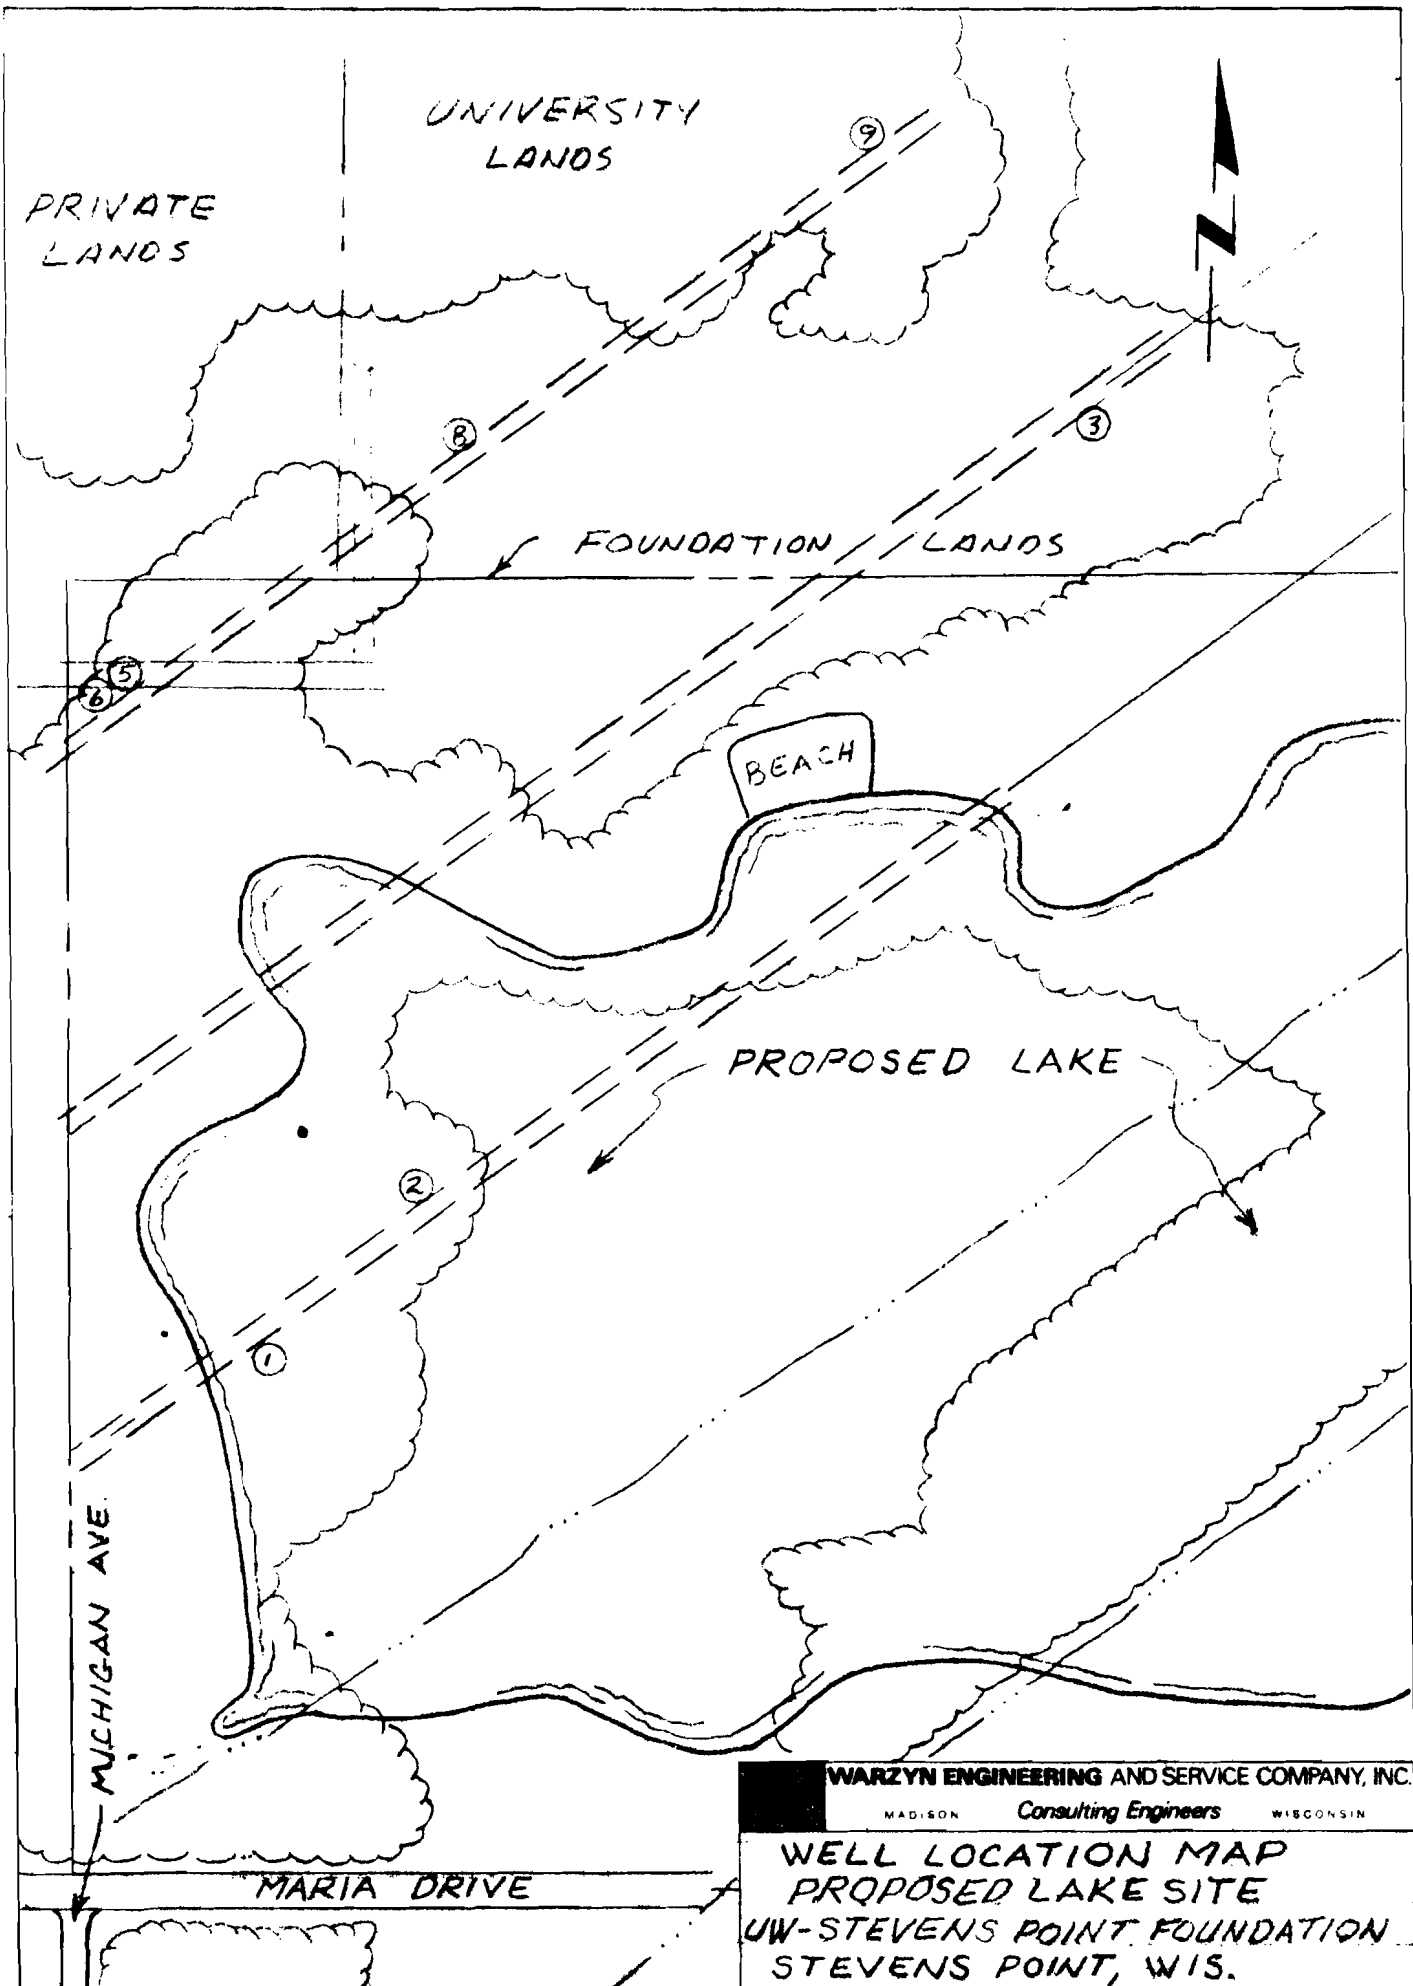 UNIVERSITY
LANDS
PRIVATE
LANDS
9
3
8
FOUNDATION LANDS
5
6
BEACH
PROPOSED LAKE
2
1
MICHIGAN AVE.
MARIA DRIVE
WARZYN ENGINEERING AND SERVICE COMPANY, INC.
MADISON Consulting Engineers WISCONSIN
WELL LOCATION MAP
PROPOSED LAKE SITE
UW-STEVENS POINT FOUNDATION
STEVENS POINT, WIS.